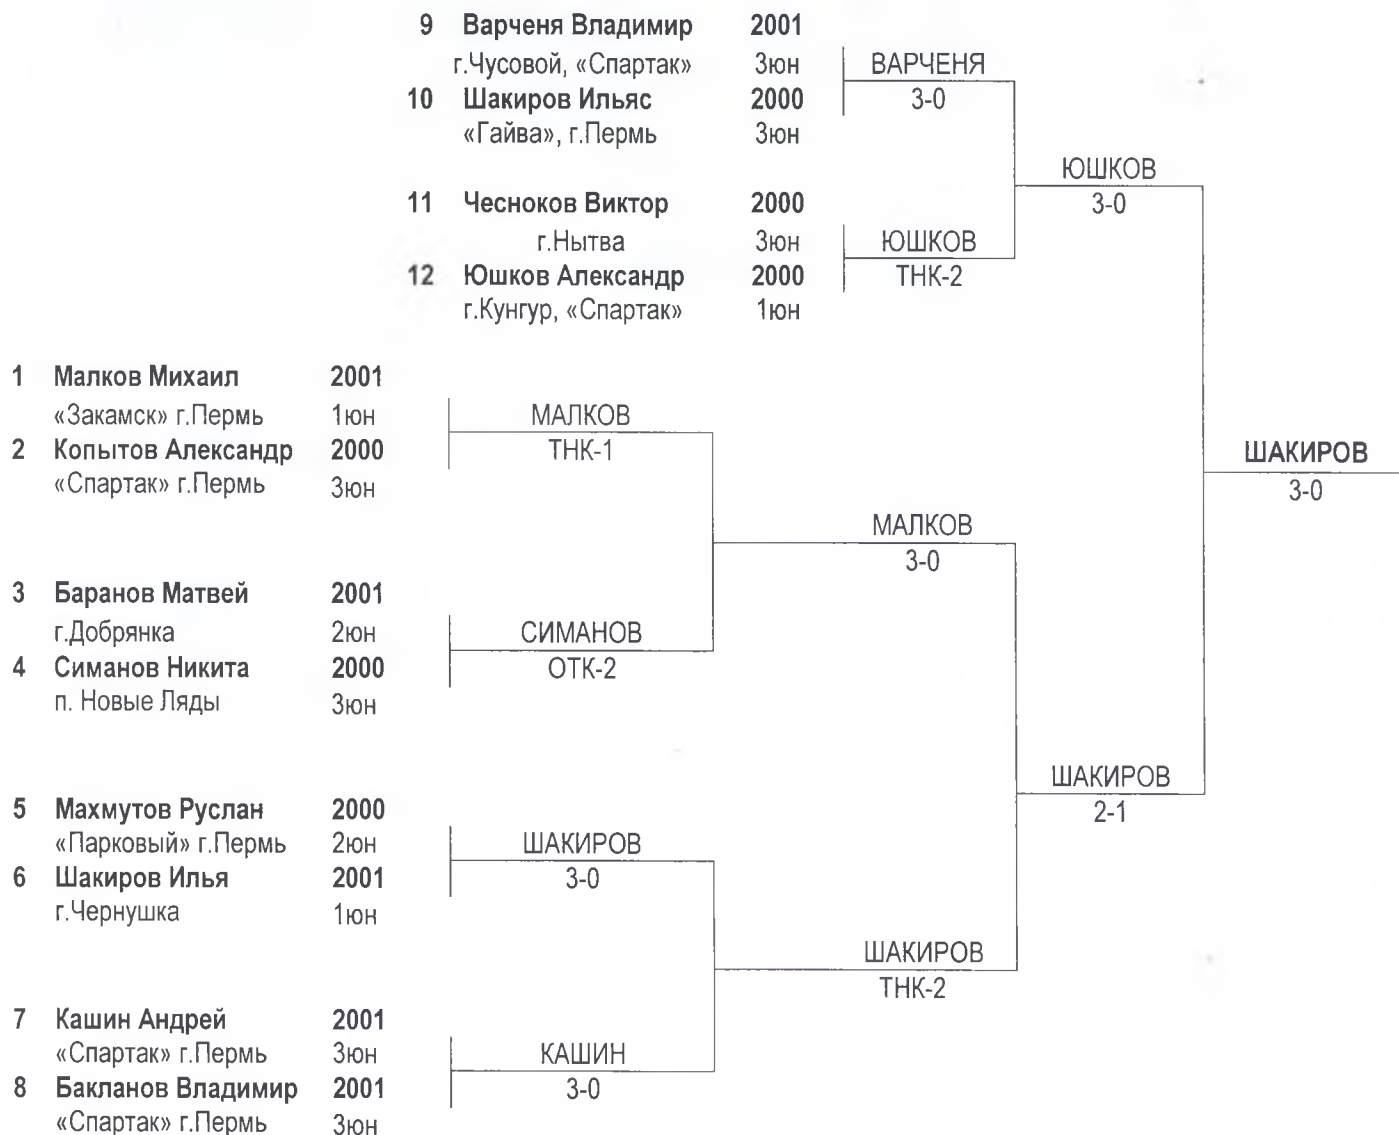 9 Варченя Владимир 2001
г.Чусовой, «Спартак» 3юн
ВАРЧЕНЯ
3-0
10 Шакиров Ильяс 2000
«Гайва», г.Пермь 3юн
ЮШКОВ
3-0
11 Чесноков Виктор 2000
г.Нытва 3юн
ЮШКОВ
ТНК-2
12 Юшков Александр 2000
г.Кунгур, «Спартак» 1юн
1 Малков Михаил 2001
«Закамск» г.Пермь 1юн
МАЛКОВ
ТНК-1
2 Копытов Александр 2000
«Спартак» г.Пермь 3юн
ШАКИРОВ
3-0
МАЛКОВ
3-0
3 Баранов Матвей 2001
г.Добрянка 2юн
СИМАНОВ
ОТК-2
4 Симанов Никита 2000
п. Новые Ляды 3юн
ШАКИРОВ
2-1
5 Махмутов Руслан 2000
«Парковый» г.Пермь 2юн
ШАКИРОВ
3-0
6 Шакиров Илья 2001
г.Чернушка 1юн
ШАКИРОВ
ТНК-2
7 Кашин Андрей 2001
«Спартак» г.Пермь 3юн
КАШИН
3-0
8 Бакланов Владимир 2001
«Спартак» г.Пермь 3юн